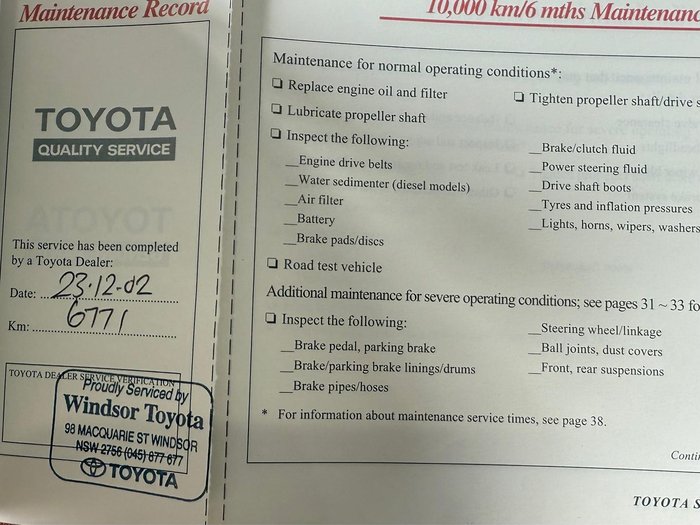 Maintenance Record
TOYOTA
QUALITY SERVICE
This service has been completed
by a Toyota Dealer:
Date: 23·12-02
Km: 6771
TOYOTA DEALER SERVICE VERIFICATION
Proudly Serviced by
Windsor Toyota
98 MACQUARIE ST WINDSOR
NSW 2756 (045) 877 677
TOYOTA
10,000 km/6 mths Maintenanc
Maintenance for normal operating conditions*:
❏ Replace engine oil and filter
❏ Lubricate propeller shaft
❏ Inspect the following:
__Engine drive belts
__Water sedimenter (diesel models)
__Air filter
__Battery
__Brake pads/discs
❏ Road test vehicle
❏ Tighten propeller shaft/drive s
__Brake/clutch fluid
__Power steering fluid
__Drive shaft boots
__Tyres and inflation pressures
__Lights, horns, wipers, washers
Additional maintenance for severe operating conditions; see pages 31 ~ 33 fo
❏ Inspect the following:
__Brake pedal, parking brake
__Brake/parking brake linings/drums
__Brake pipes/hoses
__Steering wheel/linkage
__Ball joints, dust covers
__Front, rear suspensions
* For information about maintenance service times, see page 38.
Conti
TOYOTA S